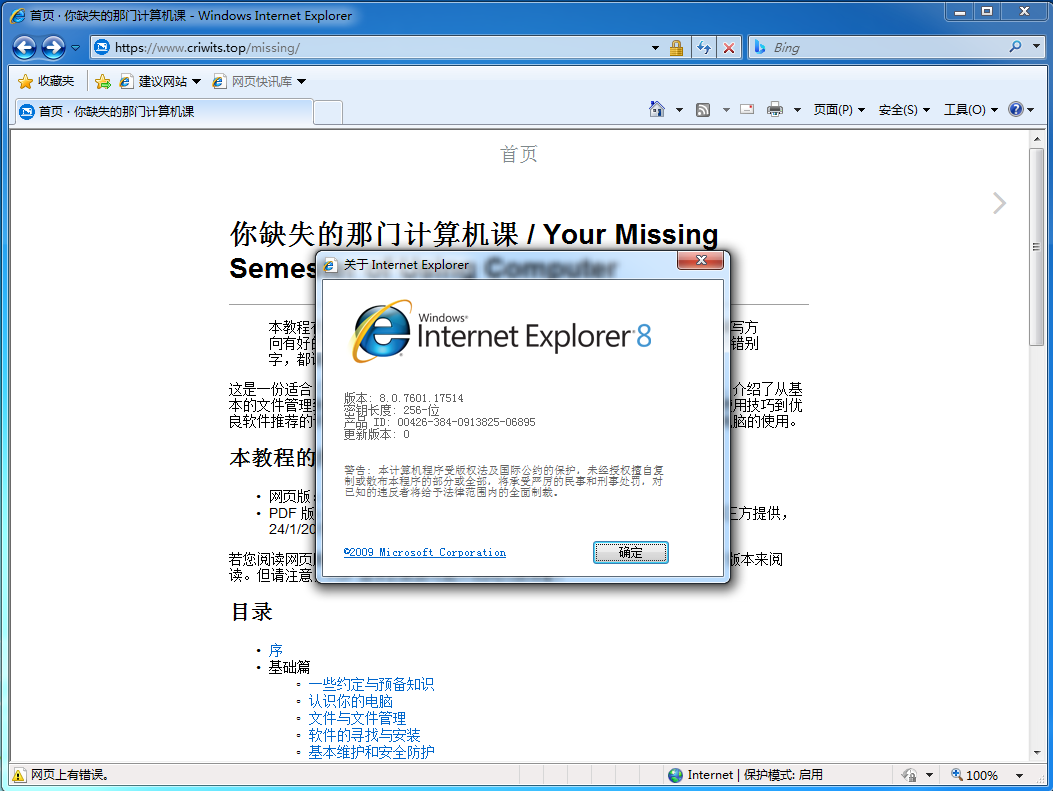 首页 · 你缺失的那门计算机课 - Windows Internet Explorer
https://www.criwits.top/missing/
Bing
收藏夹
建议网站
网页快讯库
首页 · 你缺失的那门计算机课
页面(P)
安全(S)
工具(O)
首页
你缺失的那门计算机课 / Your Missing
Semes
Computer
关于 Internet Explorer
Windows®
Internet Explorer 8
本教程
写方
向有好
错别
字，都
版本: 8.0.7601.17514
密钥长度: 256-位
产品 ID: 00426-384-0913825-06895
更新版本: 0
这是一份适合
介绍了从基
本的文件管理
用技巧到优
良软件推荐的
脑的使用。
本教程的
警告: 本计算机程序受版权法及国际公约的保护，未经授权擅自复
制或散布本程序的部分或全部，将承受严厉的民事和刑事处罚，对
已知的违反者将给予法律范围内的全面制裁。
网页版
PDF 版
三方提供，
24/1/20
©2009 Microsoft Corporation
确定
若您阅读网页
版本来阅
读。但请注意
目录
序
基础篇
一些约定与预备知识
认识你的电脑
文件与文件管理
软件的寻找与安装
基本维护和安全防护
网页上有错误。
Internet | 保护模式: 启用
100%